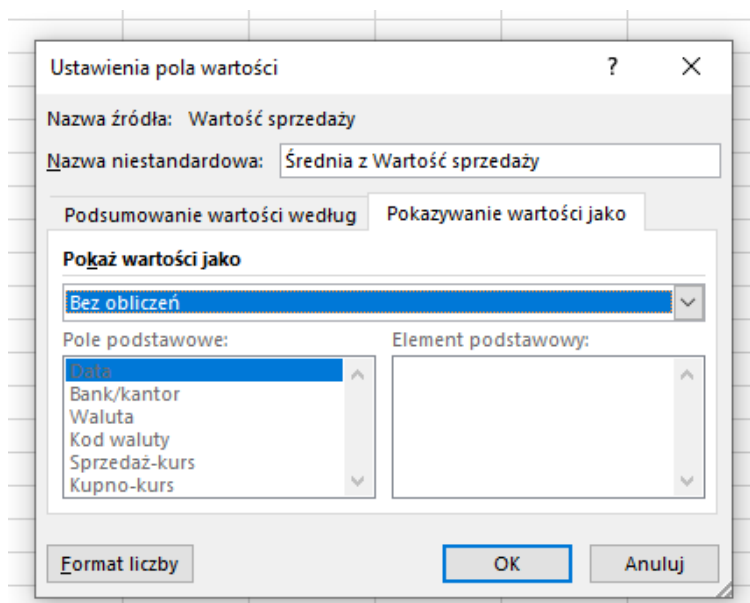 Ustawienia pola wartości ?
Nazwa źródła: Wartość sprzedaży
Nazwa niestandardowa: Średnia z Wartość sprzedaży
Podsumowanie wartości według Pokazywanie wartości jako
Pokaż wartości jako
Bez obliczeń
Pole podstawowe: Element podstawowy:
Data
Bank/kantor
Waluta
Kod waluty
Sprzedaż-kurs
Kupno-kurs
Format liczby OK Anuluj